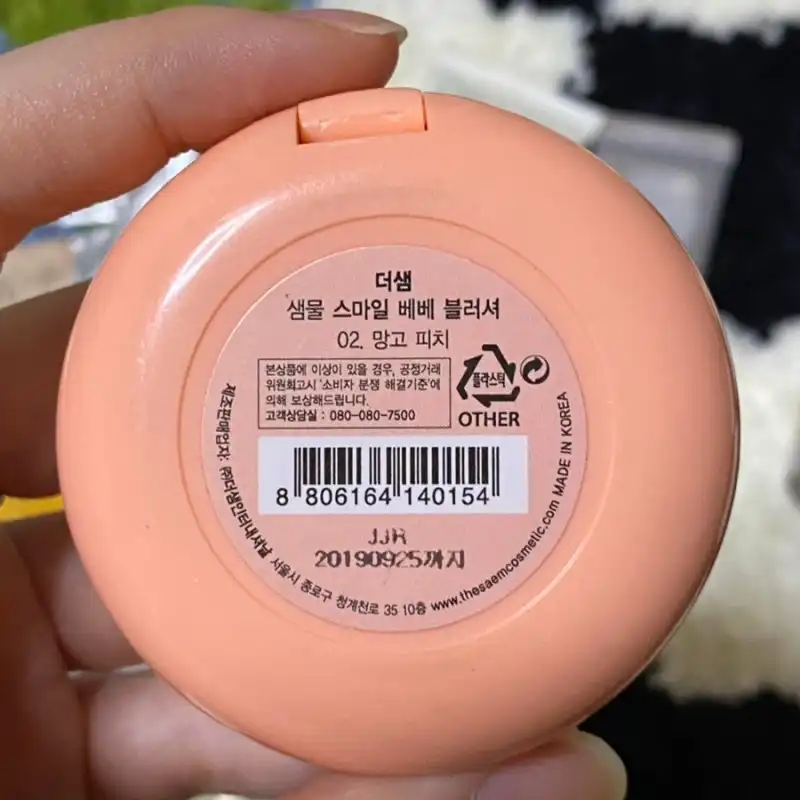 더샘
샘물 스마일 베베 블러셔
02. 망고 피치
본상품에 이상이 있을 경우, 공정거래
위원회고시 '소비자 분쟁 해결기준'에
의해 보상해드립니다.
고객상담실 : 080-080-7500
플라스틱
OTHER
8 806164 140154
JJR
20190925까지
제조판매업자: ㈜더샘인터내셔날 서울시 종로구 청계천로 35 10층 www.thesaemcosmetic.com MADE IN KOREA